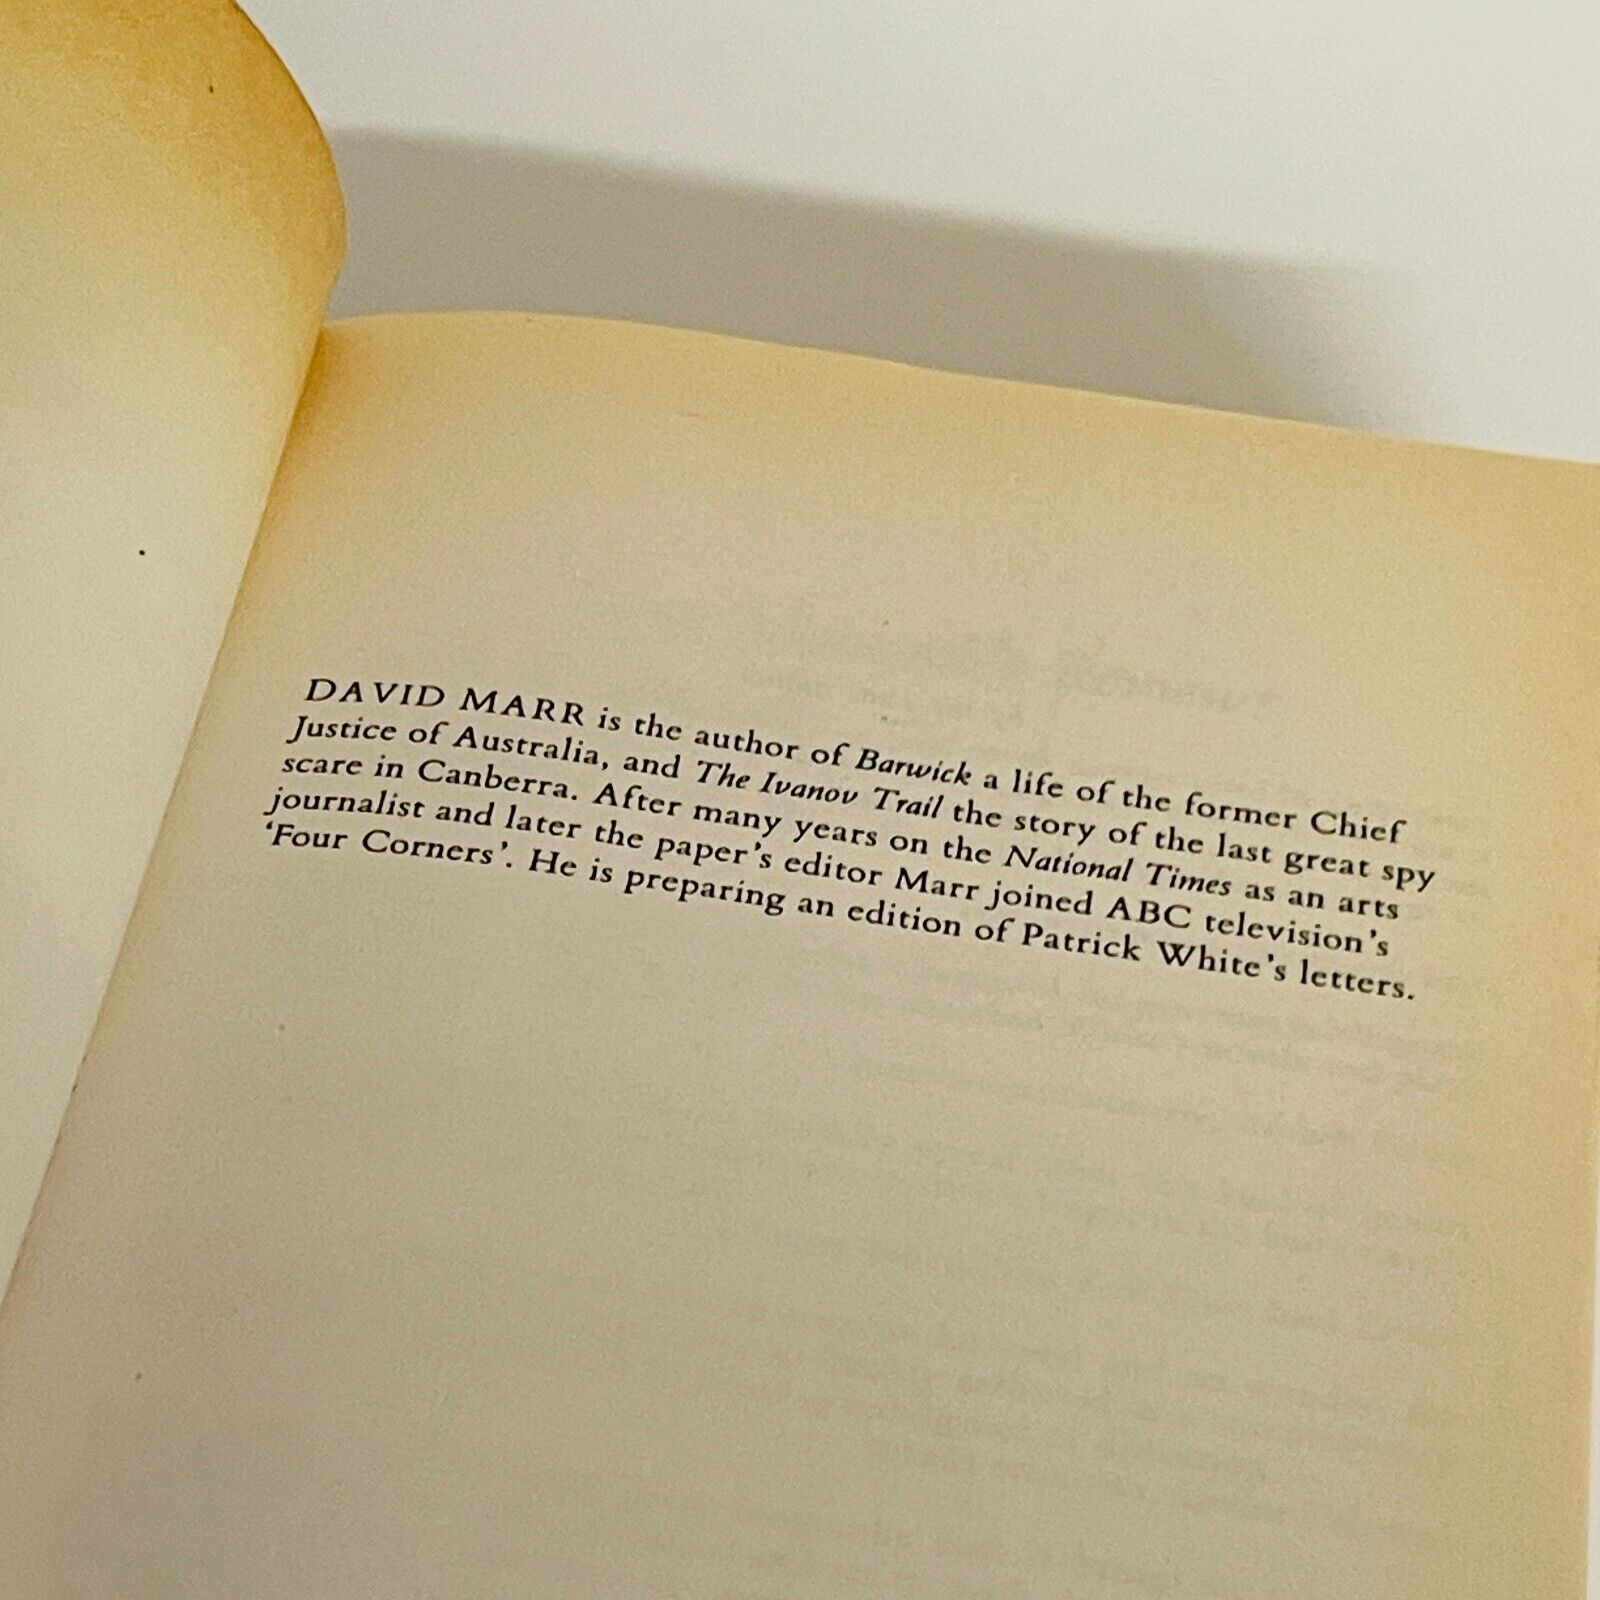 DAVID MARR is the author of Barwick a life of the former Chief
Justice of Australia, and The Ivanov Trail the story of the last great spy
scare in Canberra. After many years on the National Times as an arts
journalist and later the paper's editor Marr joined ABC television's
'Four Corners'. He is preparing an edition of Patrick White's letters.